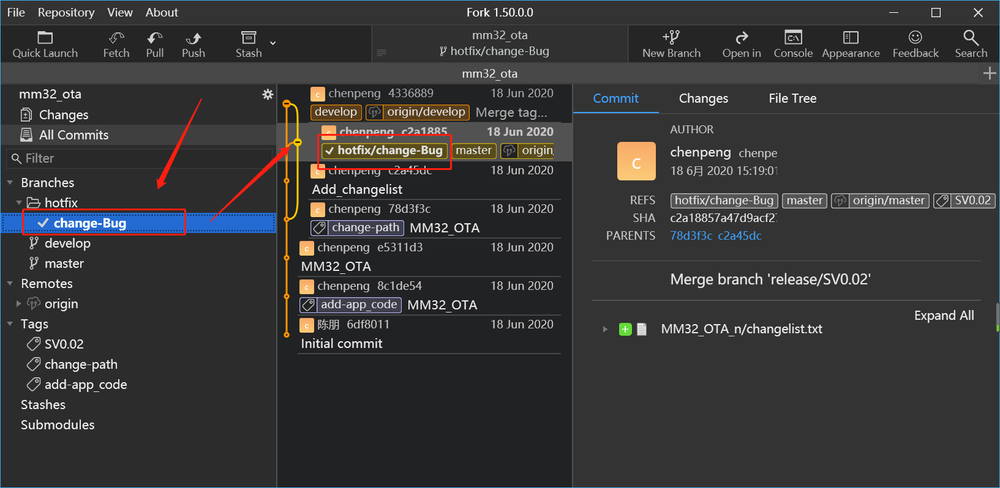 File Repository View About
Fork 1.50.0.0
Quick Launch Fetch Pull Push Stash
mm32_ota
hotfix/change-Bug
New Branch Open in Console Appearance Feedback Search
mm32_ota
mm32_ota
Changes
All Commits
Filter
Branches
hotfix
change-Bug
develop
master
Remotes
origin
Tags
SV0.02
change-path
add-app_code
Stashes
Submodules
c chenpeng 4336889 18 Jun 2020
develop origin/develop Merge tag...
c chenpeng c2a1885 18 Jun 2020
hotfix/change-Bug master origin/
c chenpeng c2a45dc 18 Jun 2020
Add_changelist
c chenpeng 78d3f3c 18 Jun 2020
change-path MM32_OTA
c chenpeng e5311d3 18 Jun 2020
MM32_OTA
c chenpeng 8c1de54 18 Jun 2020
add-app_code MM32_OTA
c 陈朋 6df8011 18 Jun 2020
Initial commit
Commit Changes File Tree
AUTHOR
c
chenpeng chenpe
18 6月 2020 15:19:01
REFS hotfix/change-Bug master origin/master SV0.02
SHA c2a18857a47d9acf2
PARENTS 78d3f3c c2a45dc
Merge branch 'release/SV0.02'
Expand All
MM32_OTA_n/changelist.txt